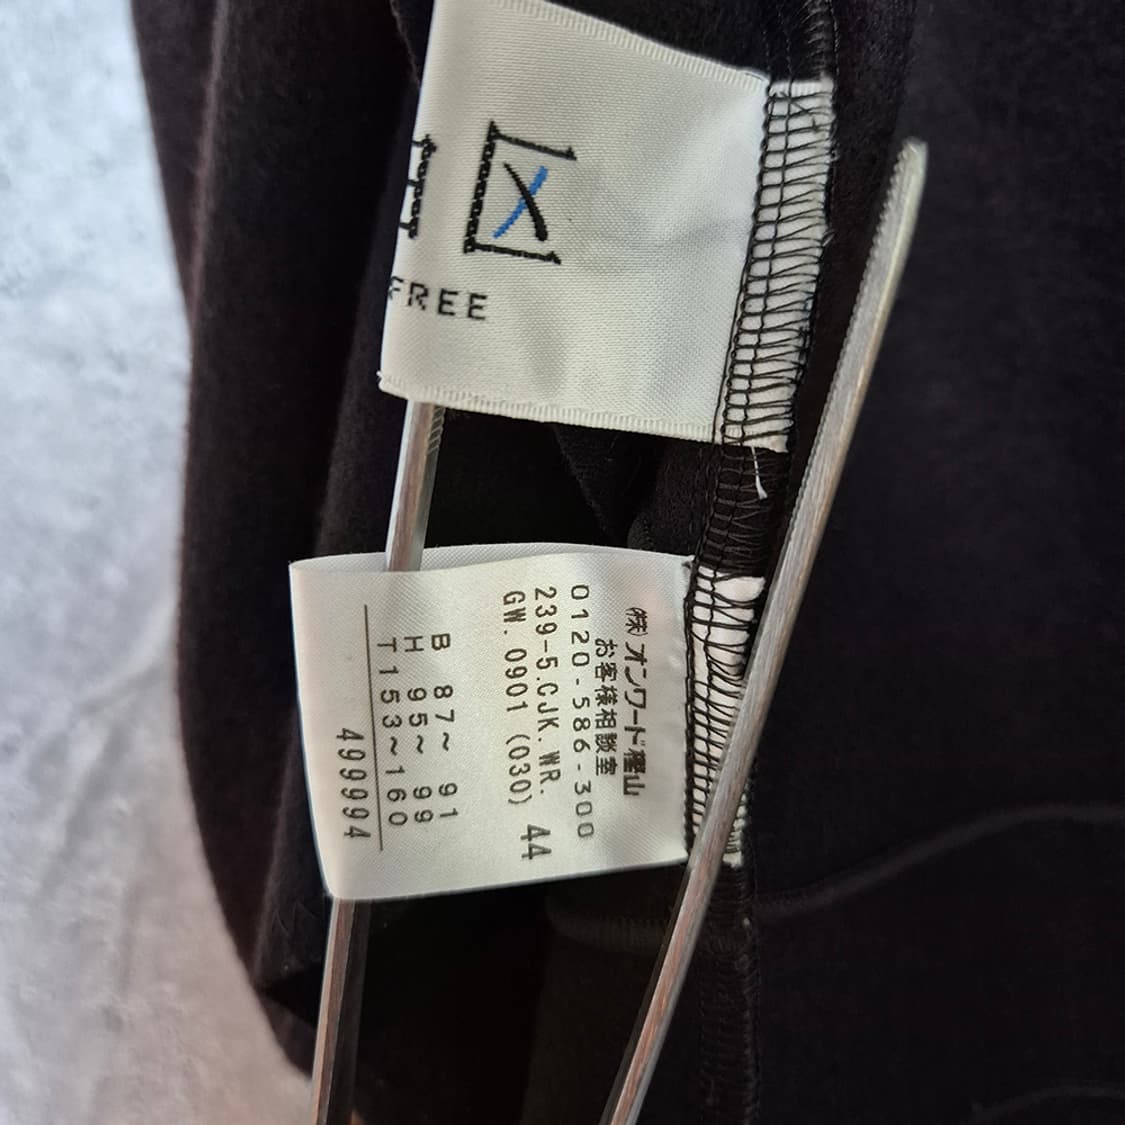 FREE
(株)オンワード樫山
お客様相談室
0120-586-300
239-5.CJK.WR.
GW.0901 (030) 44
B 87~ 91
H 95~ 99
T153~160
499994